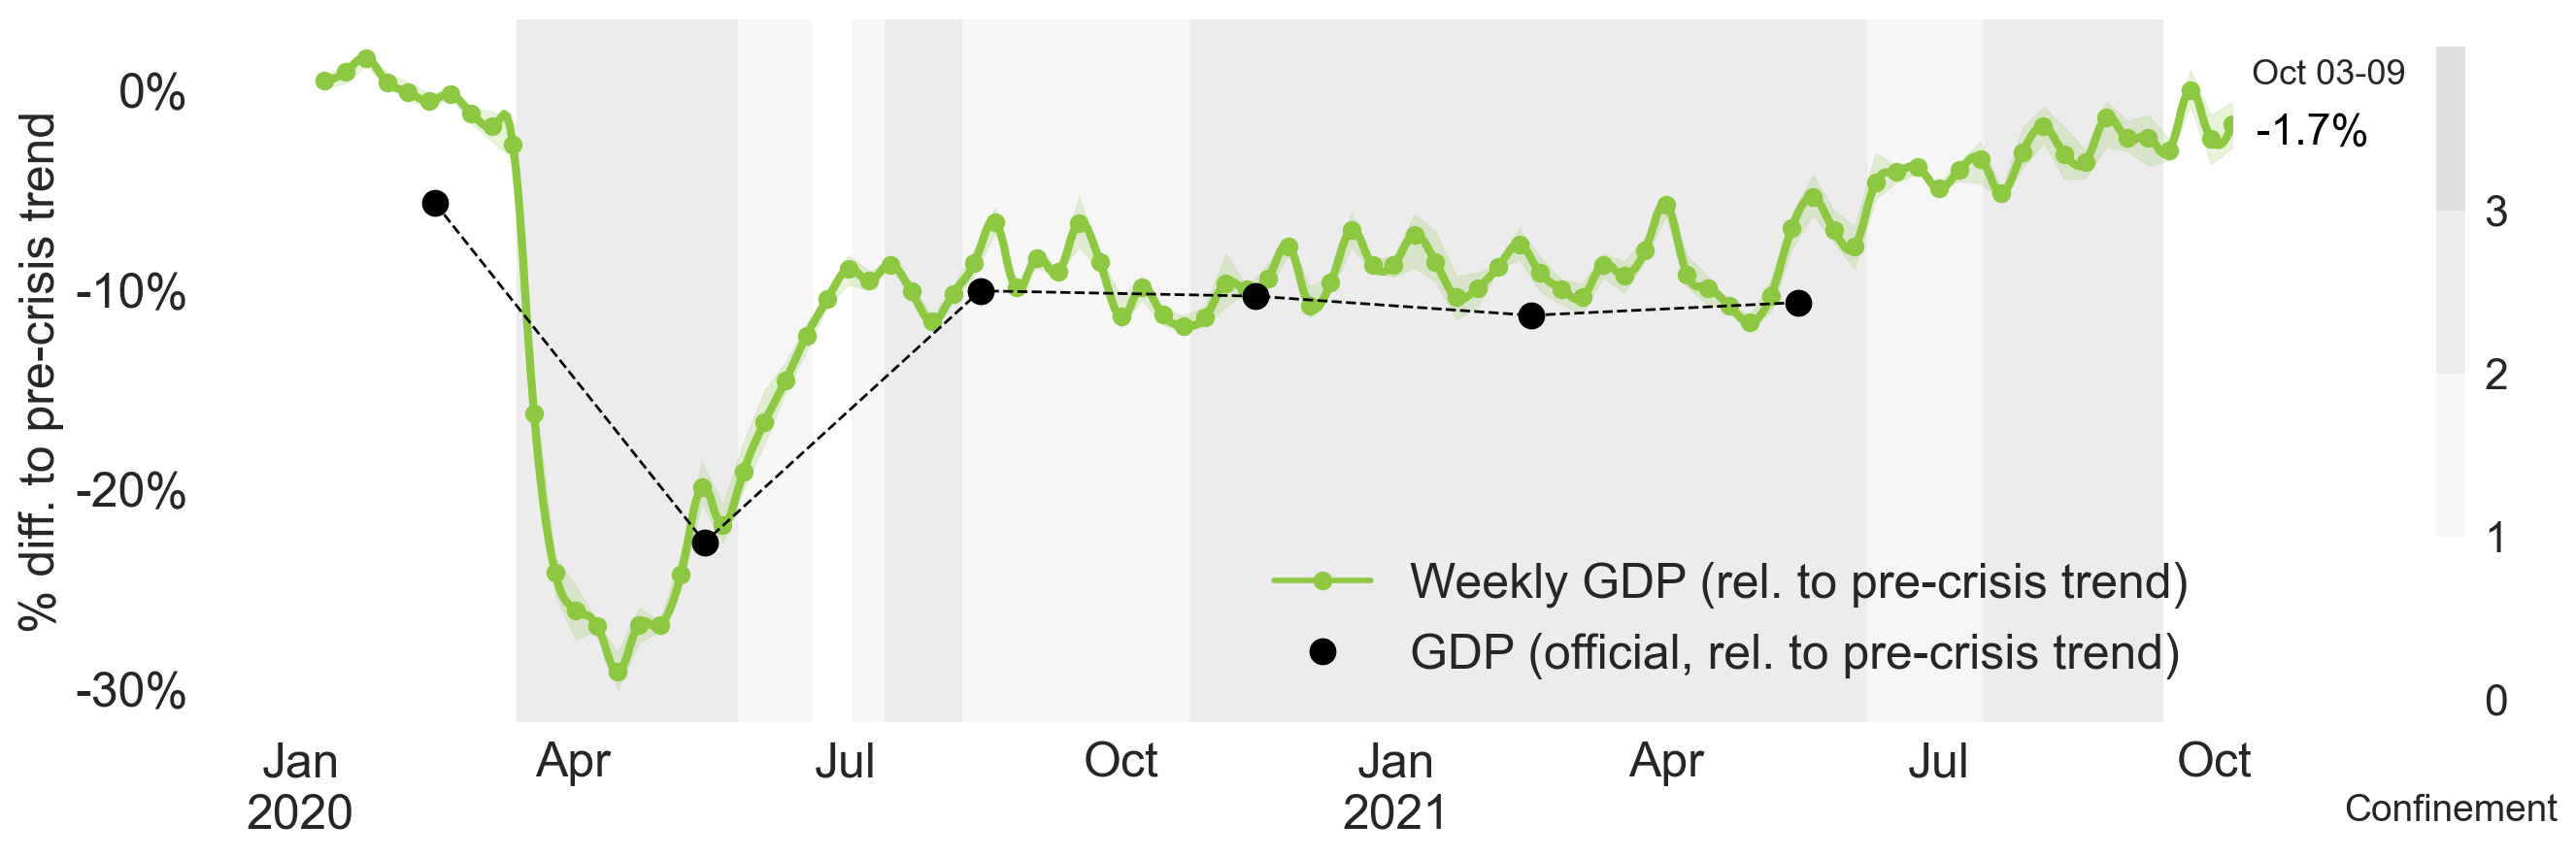 % diff. to pre-crisis trend
0%
-10%
-20%
-30%
Oct 03-09
-1.7%
Weekly GDP (rel. to pre-crisis trend)
GDP (official, rel. to pre-crisis trend)
Jan
2020
Apr
Jul
Oct
Jan
2021
Apr
Jul
Oct
3
2
1
0
Confinement